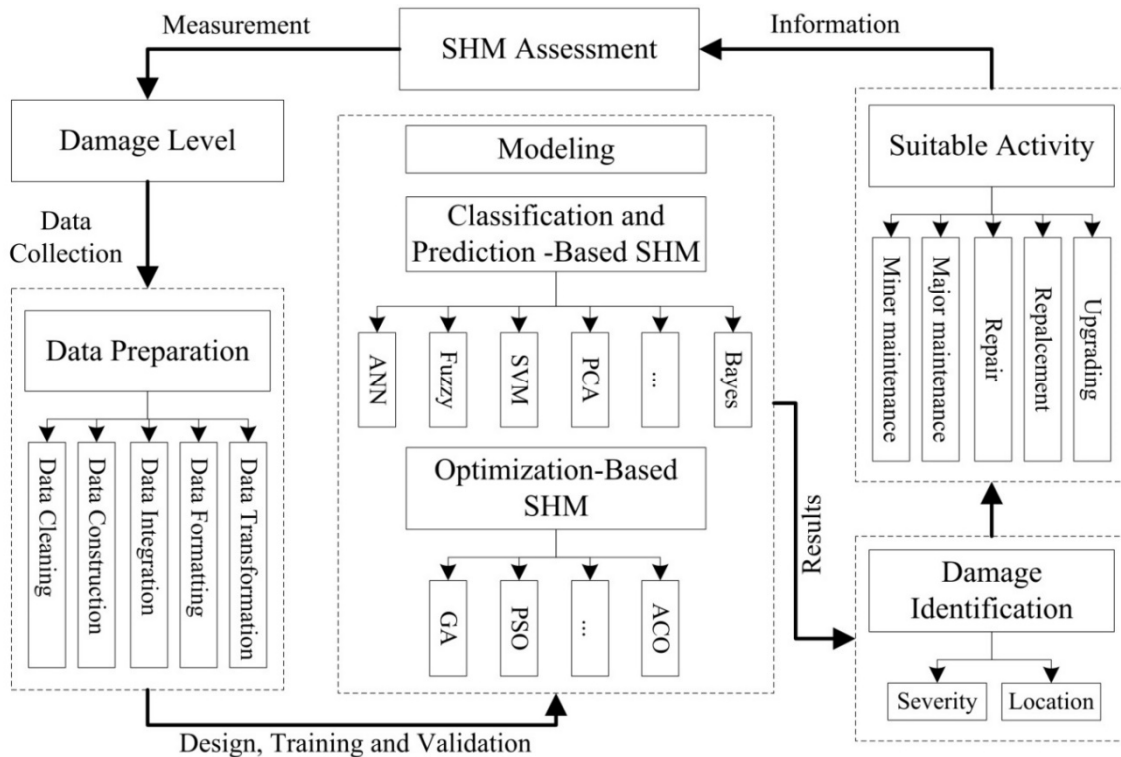 Measurement
SHM Assessment
Information
Damage Level
Data
Collection
Data Preparation
Data Cleaning
Data Construction
Data Integration
Data Formatting
Data Transformation
Design, Training and Validation
Modeling
Classification and
Prediction -Based SHM
ANN
Fuzzy
SVM
PCA
...
Bayes
Optimization-Based
SHM
GA
PSO
...
ACO
Results
Damage
Identification
Severity
Location
Suitable Activity
Miner maintenance
Major maintenance
Repair
Repalcement
Upgrading